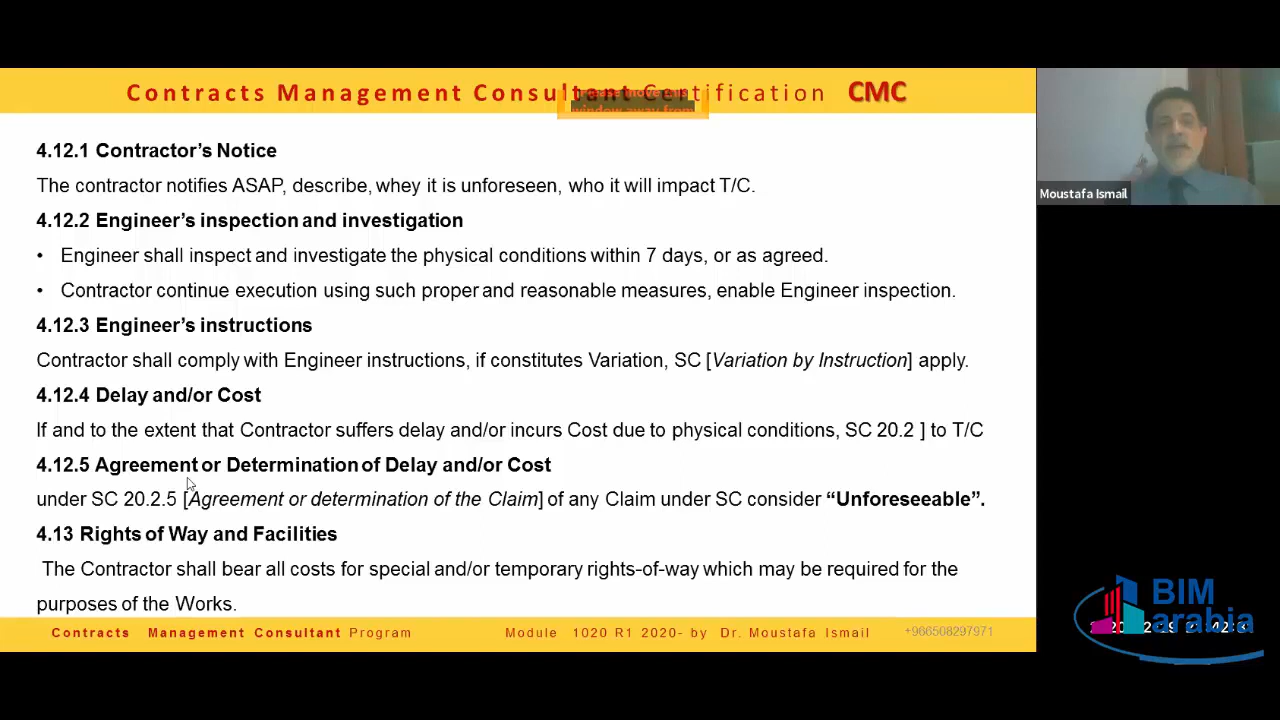 Contracts Management Consultant Certification CMC
4.12.1 Contractor's Notice
The contractor notifies ASAP, describe, whey it is unforeseen, who it will impact T/C.
4.12.2 Engineer's inspection and investigation
• Engineer shall inspect and investigate the physical conditions within 7 days, or as agreed.
• Contractor continue execution using such proper and reasonable measures, enable Engineer inspection.
4.12.3 Engineer's instructions
Contractor shall comply with Engineer instructions, if constitutes Variation, SC [Variation by Instruction] apply.
4.12.4 Delay and/or Cost
If and to the extent that Contractor suffers delay and/or incurs Cost due to physical conditions, SC 20.2 ] to T/C
4.12.5 Agreement or Determination of Delay and/or Cost
under SC 20.2.5 [Agreement or determination of the Claim] of any Claim under SC consider “Unforeseeable”.
4.13 Rights of Way and Facilities
The Contractor shall bear all costs for special and/or temporary rights-of-way which may be required for the
purposes of the Works.
Contracts Management Consultant Program
Module 1020 R1 2020- by Dr. Moustafa Ismail
+966508297971
Moustafa Ismail
BIM
arabia